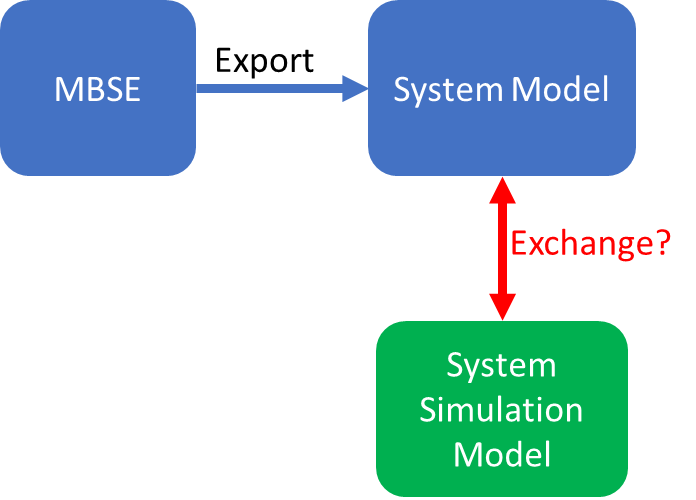 MBSE
Export
System Model
Exchange?
System
Simulation
Model